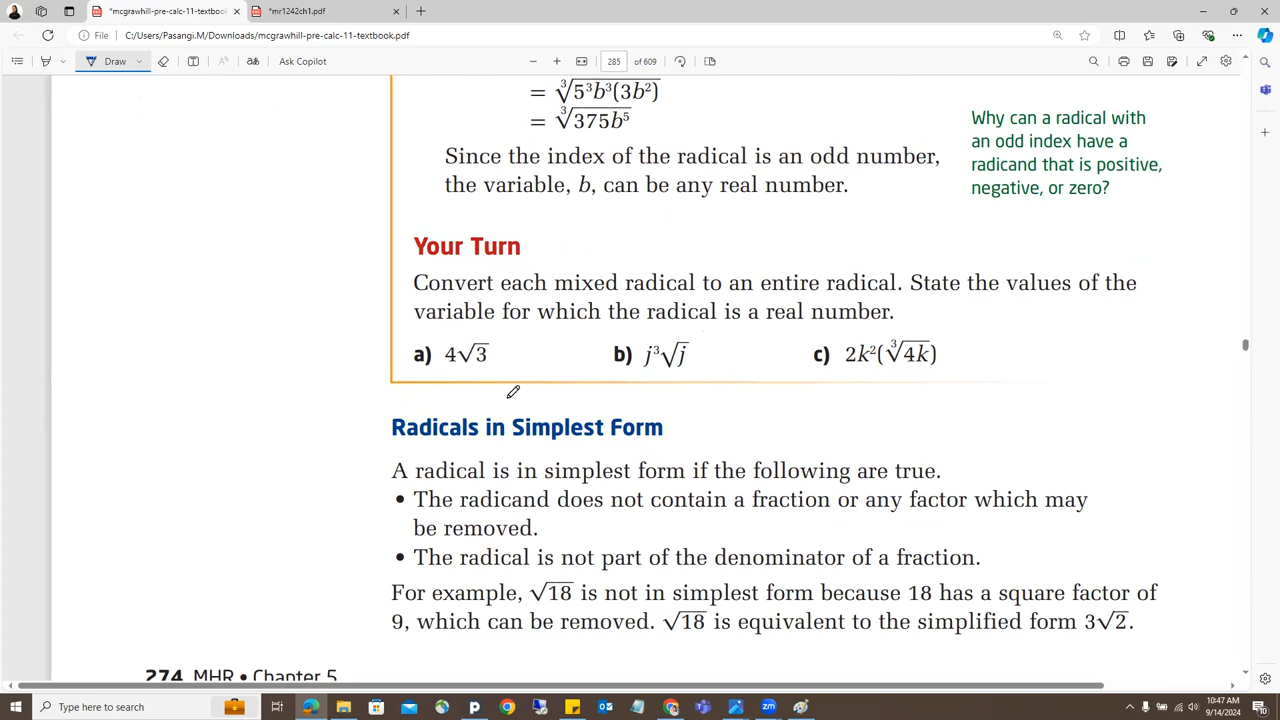 *mcgrawhill-pre-calc-11-textbook
*mr1242ch1.pdf
File
C:/Users/Pasangi.M/Downloads/mcgrawhill-pre-calc-11-textbook.pdf
Draw
Ask Copilot
285 of 609
= ∛(5³b³(3b²))
= ∛(375b⁵)
Since the index of the radical is an odd number,
the variable, b, can be any real number.
Why can a radical with
an odd index have a
radicand that is positive,
negative, or zero?
Your Turn
Convert each mixed radical to an entire radical. State the values of the
variable for which the radical is a real number.
a) 4√3 b) j³√j c) 2k²(∛4k)
Radicals in Simplest Form
A radical is in simplest form if the following are true.
• The radicand does not contain a fraction or any factor which may
be removed.
• The radical is not part of the denominator of a fraction.
For example, √18 is not in simplest form because 18 has a square factor of
9, which can be removed. √18 is equivalent to the simplified form 3√2.
274 MHR • Chapter 5
Type here to search
10:47 AM
9/14/2024